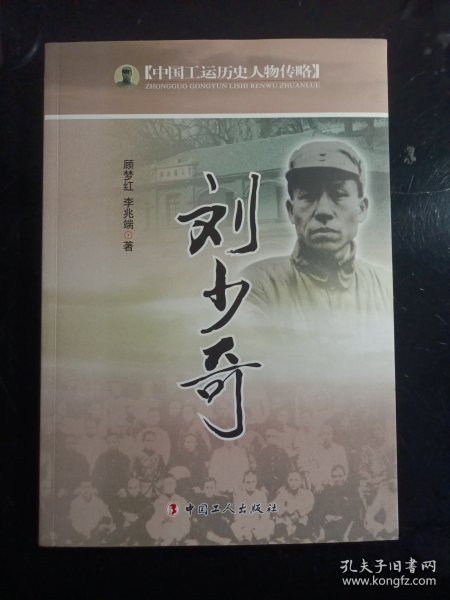 【中国工运历史人物传略】
ZHONGGUO GONGYUN LISHI RENWU ZHUANLUE
顾梦红 李兆端 著
刘少奇
中国工人出版社
孔夫子旧书网
www.kongfz.com